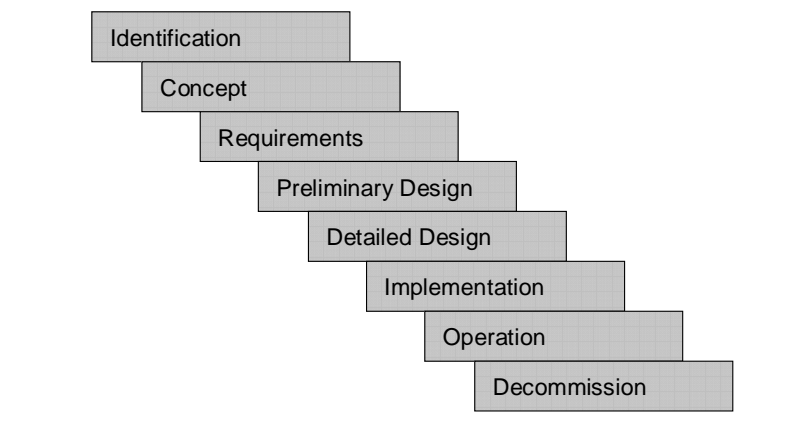 Identification
Concept
Requirements
Preliminary Design
Detailed Design
Implementation
Operation
Decommission